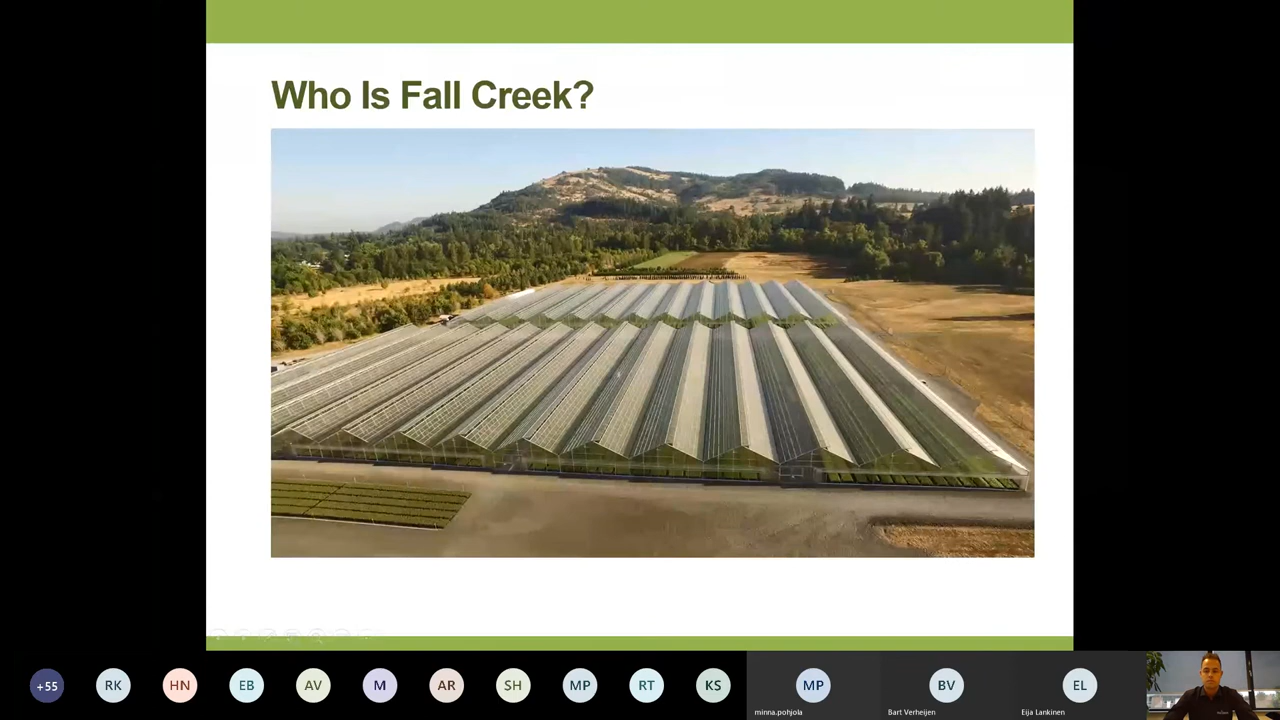 Who Is Fall Creek?
+55
RK
HN
EB
AV
M
AR
SH
MP
RT
KS
MP
BV
EL
minna.pohjola
Bart Verheijen
Eija Lankinen